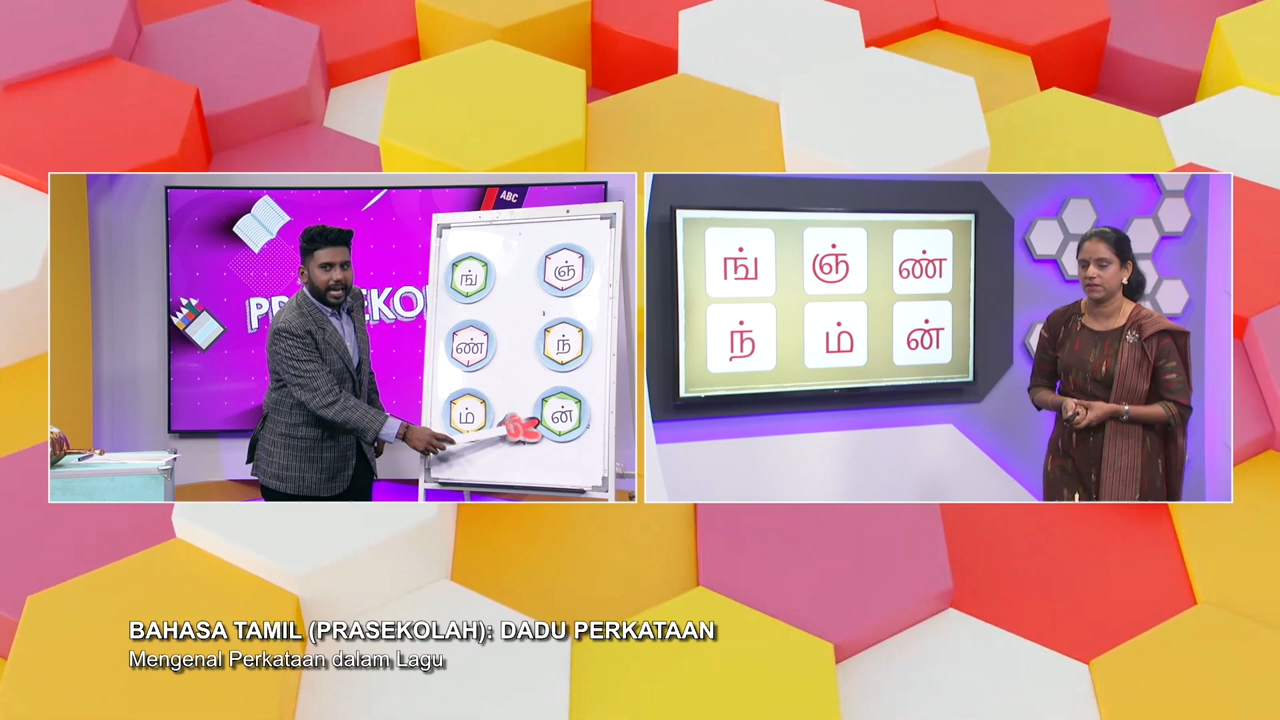 ABC
ங் ஞ்
ண் ந்
ம் ன்
ங் ஞ் ண்
ந் ம் ன்
BAHASA TAMIL (PRASEKOLAH): DADU PERKATAAN
Mengenal Perkataan dalam Lagu